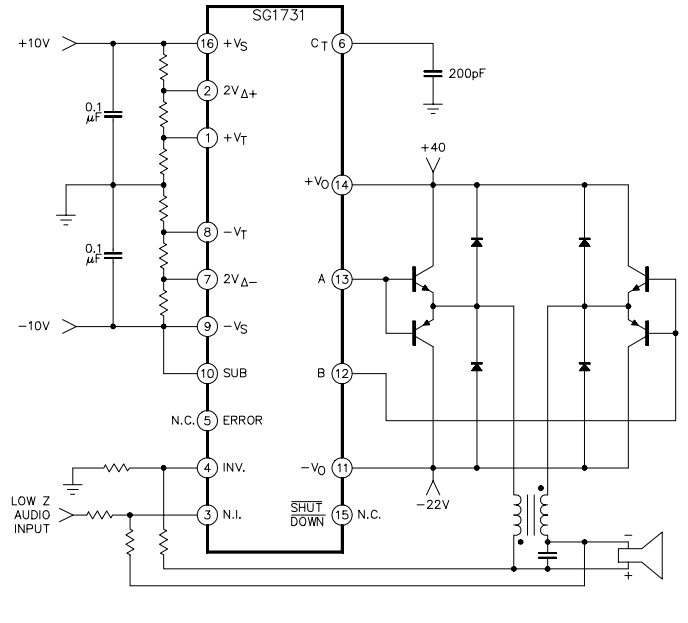 SG1731
+10V
16 +VS
CT 6
200pF
2 2V∆+
0.1
µF
1 +VT
+40
+VO 14
8 −VT
0.1
µF
7 2V∆−
A 13
−10V
9 −VS
10 SUB
B 12
N.C. 5 ERROR
4 INV.
−VO 11
−22V
LOW Z
AUDIO
INPUT
3 N.I.
SHUT
DOWN
15 N.C.
−
+